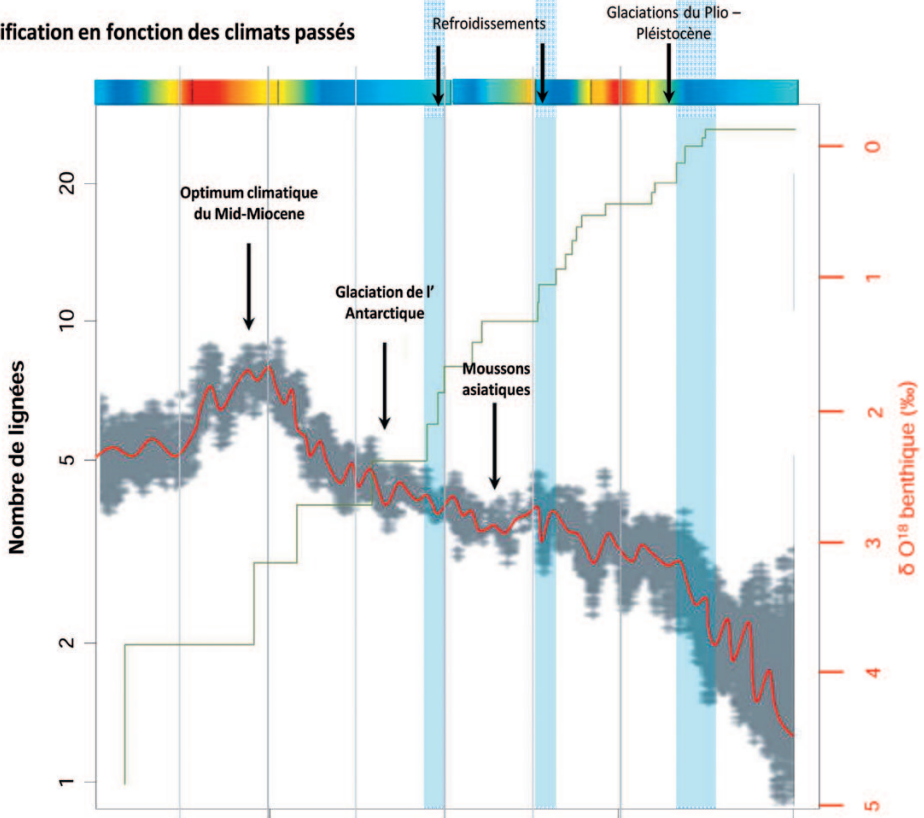 ification en fonction des climats passés
Refroidissements
Glaciations du Plio –
Pléistocène
Optimum climatique
du Mid-Miocene
Glaciation de l'
Antarctique
Moussons
asiatiques
Nombre de lignées
20
10
5
2
1
δ O¹⁸ benthique (‰)
0
1
2
3
4
5